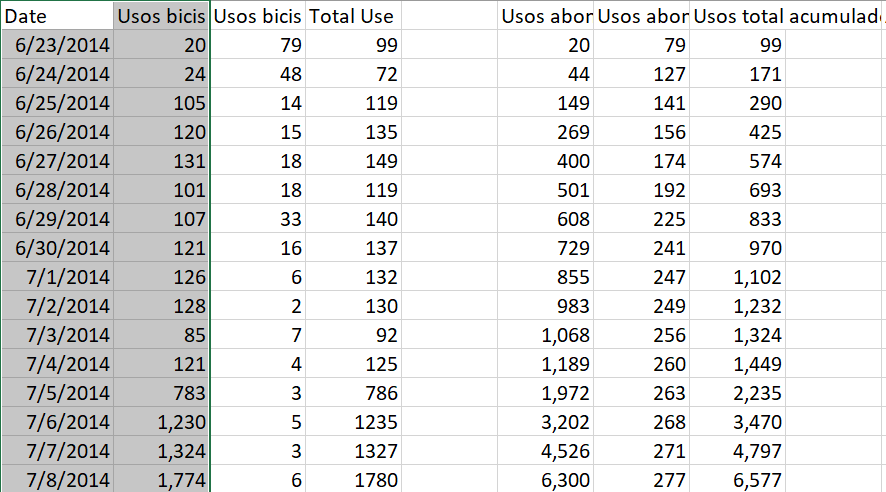 Date Usos bicis Usos bicis Total Use Usos abor Usos abor Usos total acumulad
6/23/2014 20 79 99 20 79 99
6/24/2014 24 48 72 44 127 171
6/25/2014 105 14 119 149 141 290
6/26/2014 120 15 135 269 156 425
6/27/2014 131 18 149 400 174 574
6/28/2014 101 18 119 501 192 693
6/29/2014 107 33 140 608 225 833
6/30/2014 121 16 137 729 241 970
7/1/2014 126 6 132 855 247 1,102
7/2/2014 128 2 130 983 249 1,232
7/3/2014 85 7 92 1,068 256 1,324
7/4/2014 121 4 125 1,189 260 1,449
7/5/2014 783 3 786 1,972 263 2,235
7/6/2014 1,230 5 1235 3,202 268 3,470
7/7/2014 1,324 3 1327 4,526 271 4,797
7/8/2014 1,774 6 1780 6,300 277 6,577